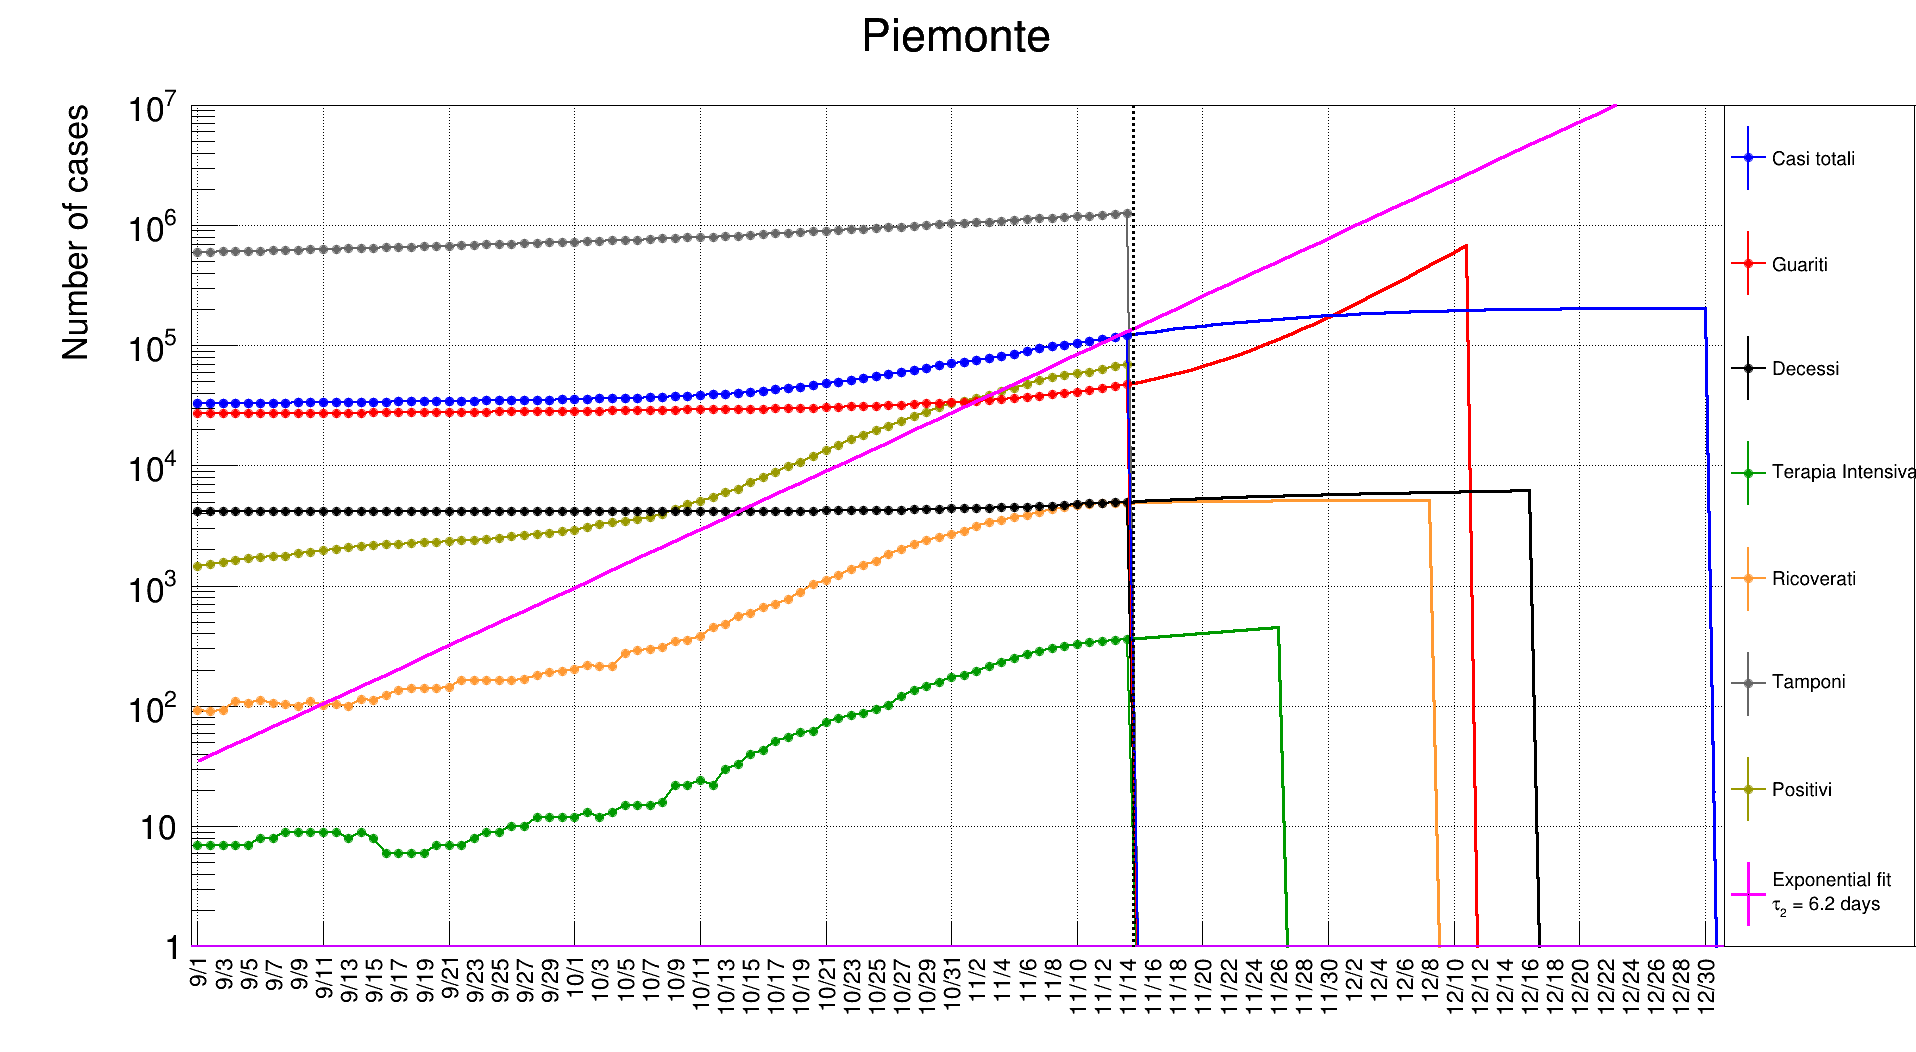 Piemonte
Number of cases
10^7
10^6
10^5
10^4
10^3
10^2
10
1
9/1 9/3 9/5 9/7 9/9 9/11 9/13 9/15 9/17 9/19 9/21 9/23 9/25 9/27 9/29 10/1 10/3 10/5 10/7 10/9 10/11 10/13 10/15 10/17 10/19 10/21 10/23 10/25 10/27 10/29 10/31 11/2 11/4 11/6 11/8 11/10 11/12 11/14 11/16 11/18 11/20 11/22 11/24 11/26 11/28 11/30 12/2 12/4 12/6 12/8 12/10 12/12 12/14 12/16 12/18 12/20 12/22 12/24 12/26 12/28 12/30
Casi totali
Guariti
Decessi
Terapia Intensiva
Ricoverati
Tamponi
Positivi
Exponential fit
τ_2 = 6.2 days